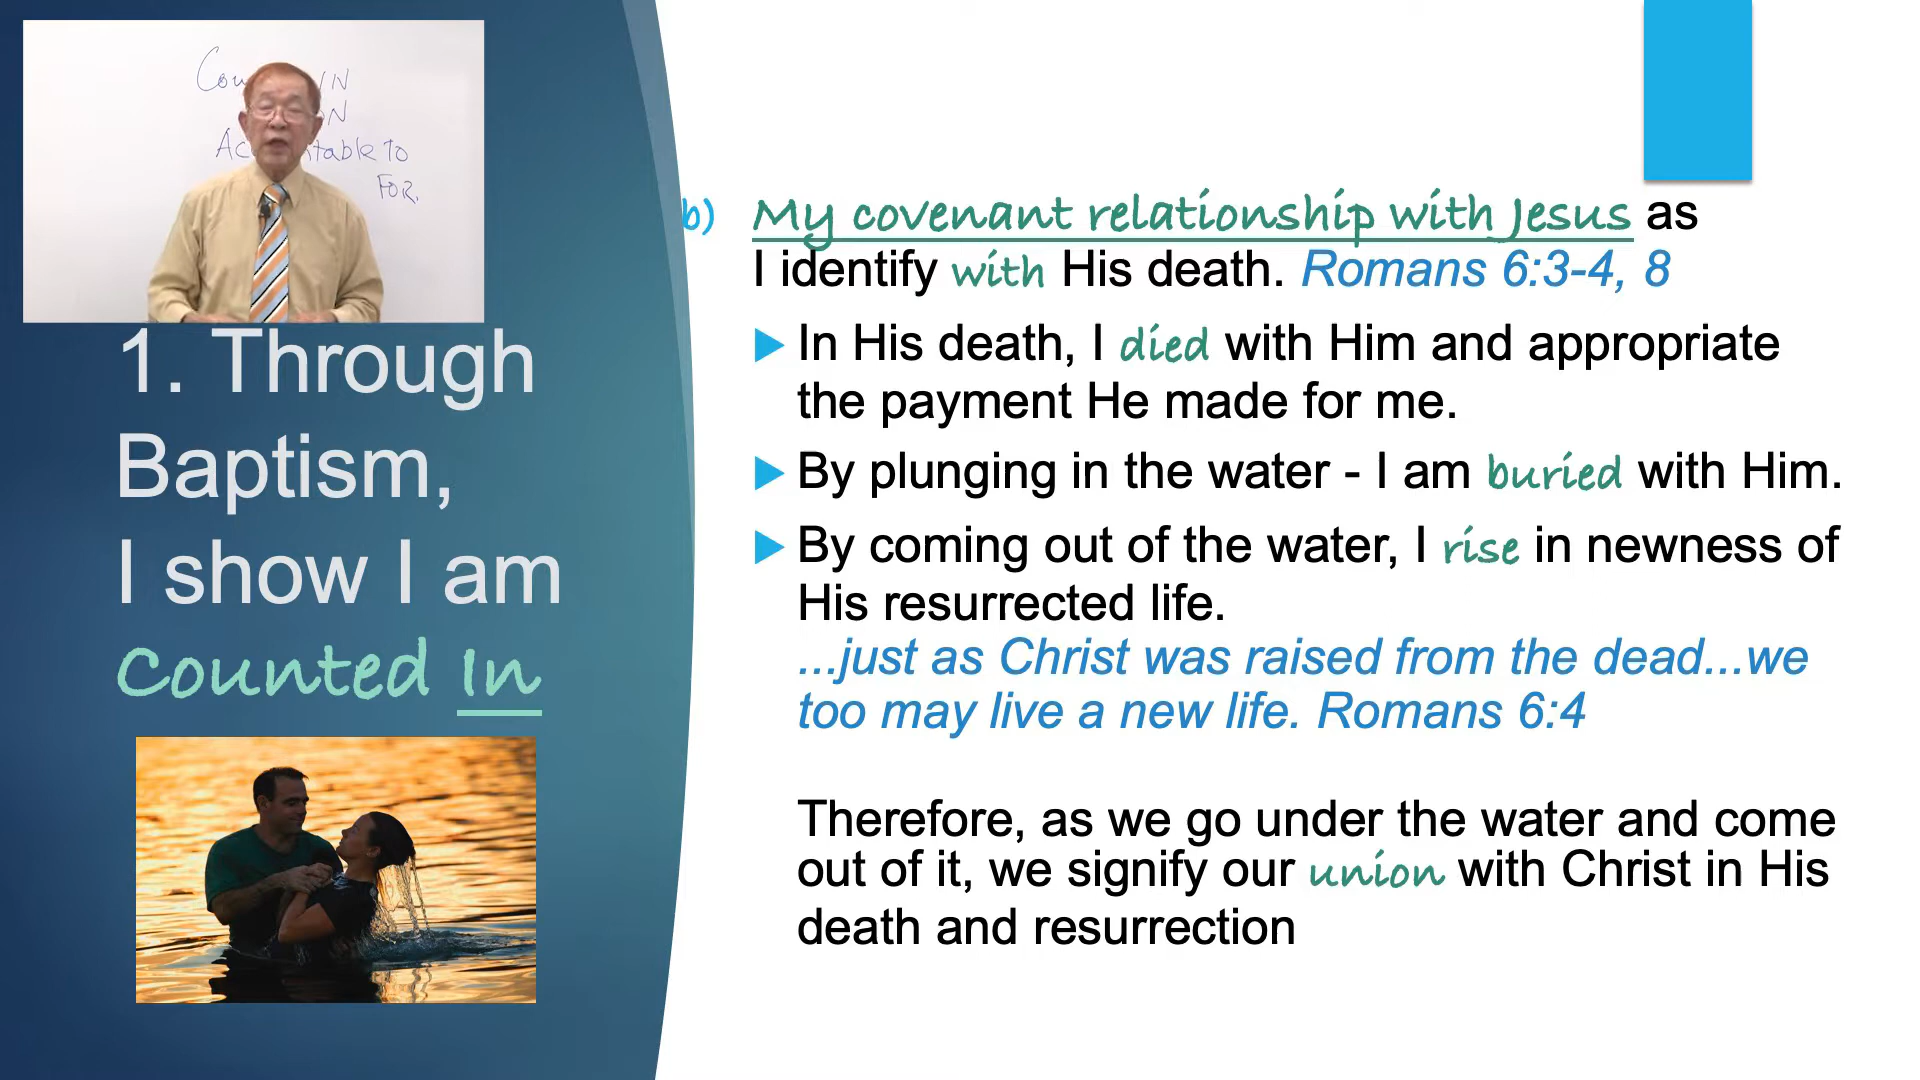 IN
Accountable TO
FOR.
1. Through
Baptism,
I show I am
Counted In
b) My covenant relationship with Jesus as
I identify with His death. Romans 6:3-4, 8
In His death, I died with Him and appropriate
the payment He made for me.
By plunging in the water - I am buried with Him.
By coming out of the water, I rise in newness of
His resurrected life.
...just as Christ was raised from the dead...we
too may live a new life. Romans 6:4
Therefore, as we go under the water and come
out of it, we signify our union with Christ in His
death and resurrection